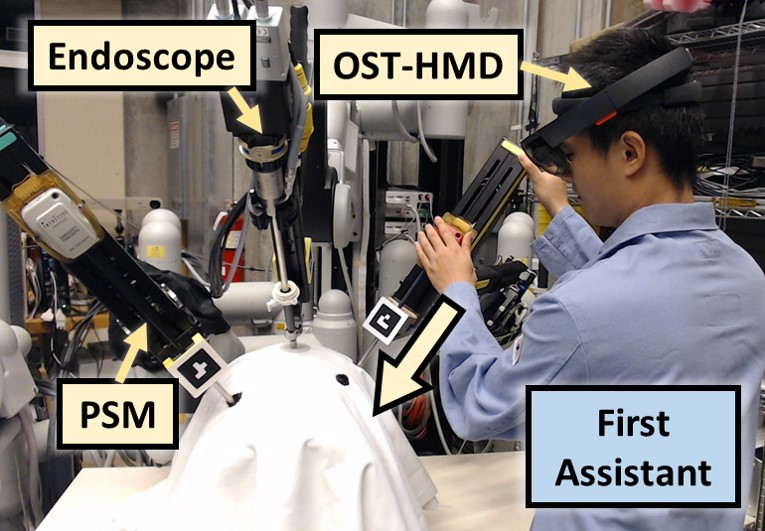 Endoscope
OST-HMD
PSM
First
Assistant